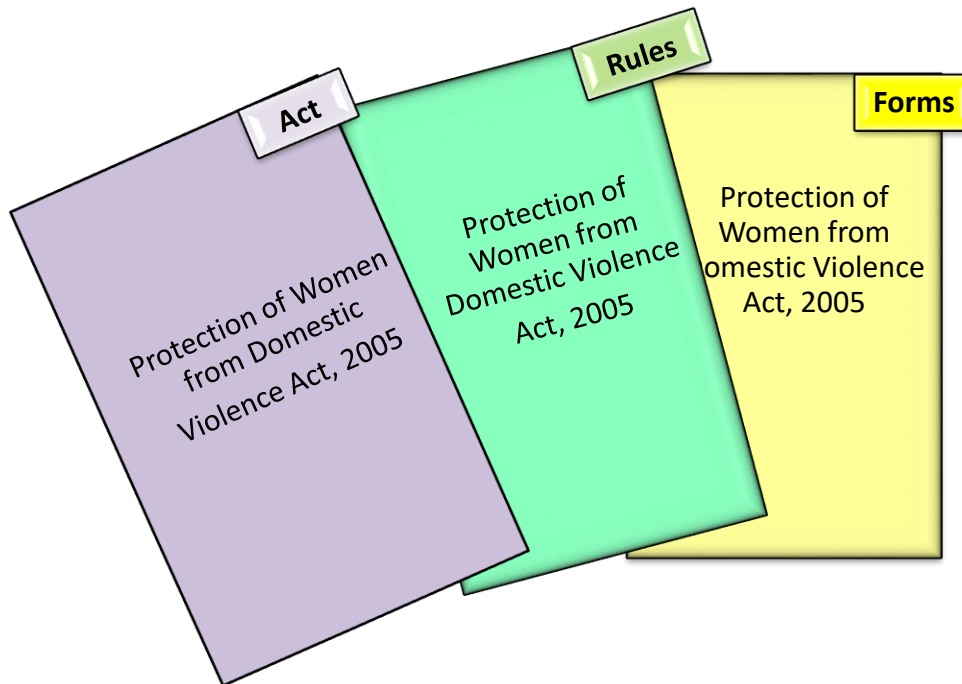 Act
Protection of Women
from Domestic
Violence Act, 2005
Rules
Protection of
Women from
Domestic Violence
Act, 2005
Forms
Protection of
Women from
omestic Violence
Act, 2005